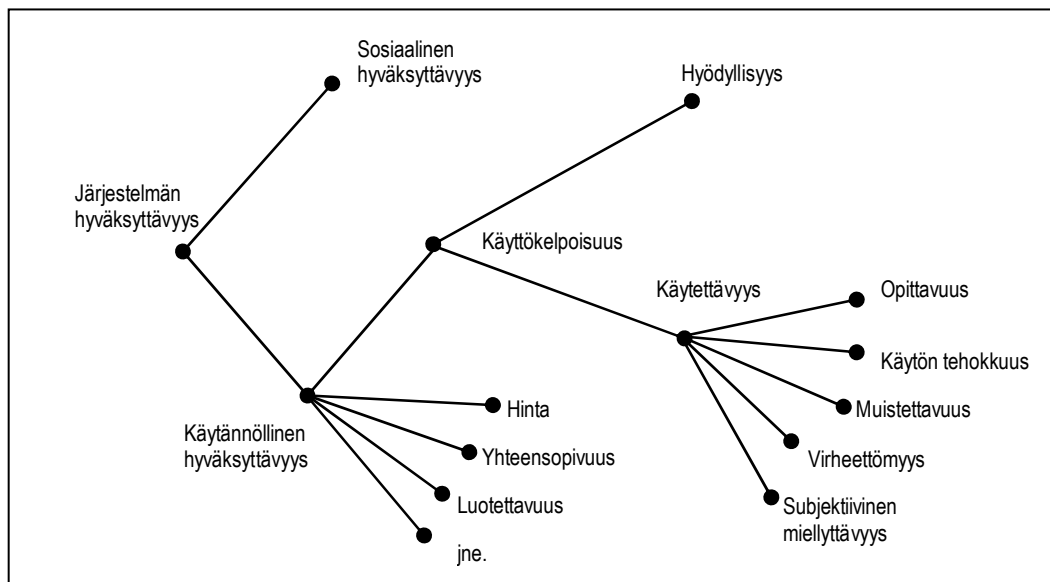 Sosiaalinen
hyväksyttävyys
Hyödyllisyys
Järjestelmän
hyväksyttävyys
Käyttökelpoisuus
Käytettävyys
Opittavuus
Käytön tehokkuus
Muistettavuus
Virheettömyys
Subjektiivinen
miellyttävyys
Käytännöllinen
hyväksyttävyys
Hinta
Yhteensopivuus
Luotettavuus
jne.